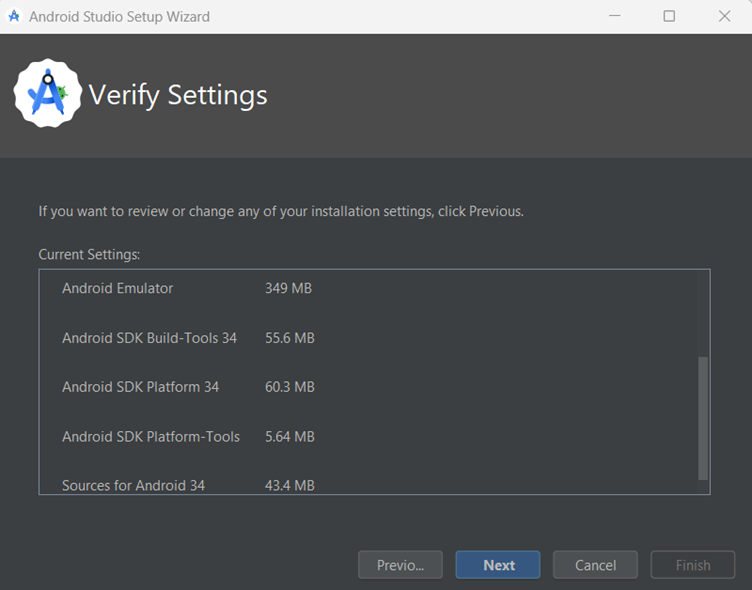 Android Studio Setup Wizard
Verify Settings
If you want to review or change any of your installation settings, click Previous.
Current Settings:
Android Emulator 349 MB
Android SDK Build-Tools 34 55.6 MB
Android SDK Platform 34 60.3 MB
Android SDK Platform-Tools 5.64 MB
Sources for Android 34 43.4 MB
Previo... Next Cancel Finish